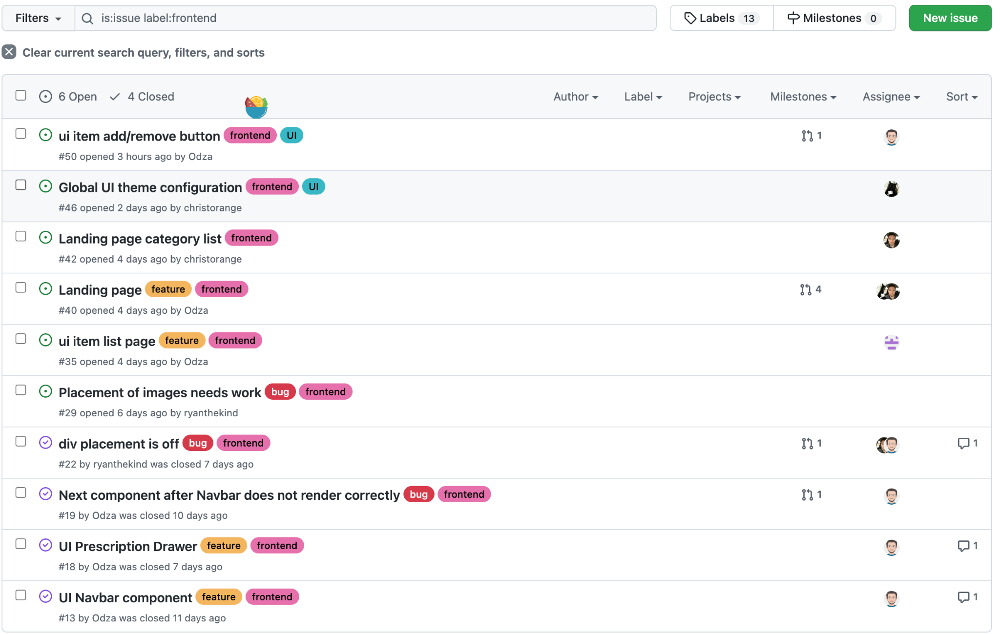 Filters is:issue label:frontend Labels 13 Milestones 0 New issue
Clear current search query, filters, and sorts
6 Open 4 Closed Author Label Projects Milestones Assignee Sort
ui item add/remove button frontend UI 1
#50 opened 3 hours ago by Odza
Global UI theme configuration frontend UI
#46 opened 2 days ago by christorange
Landing page category list frontend
#42 opened 4 days ago by christorange
Landing page feature frontend 4
#40 opened 4 days ago by Odza
ui item list page feature frontend
#35 opened 4 days ago by Odza
Placement of images needs work bug frontend
#29 opened 6 days ago by ryanthekind
div placement is off bug frontend 1 1
#22 by ryanthekind was closed 7 days ago
Next component after Navbar does not render correctly bug frontend 1
#19 by Odza was closed 10 days ago
UI Prescription Drawer feature frontend 1
#18 by Odza was closed 7 days ago
UI Navbar component feature frontend 1
#13 by Odza was closed 11 days ago